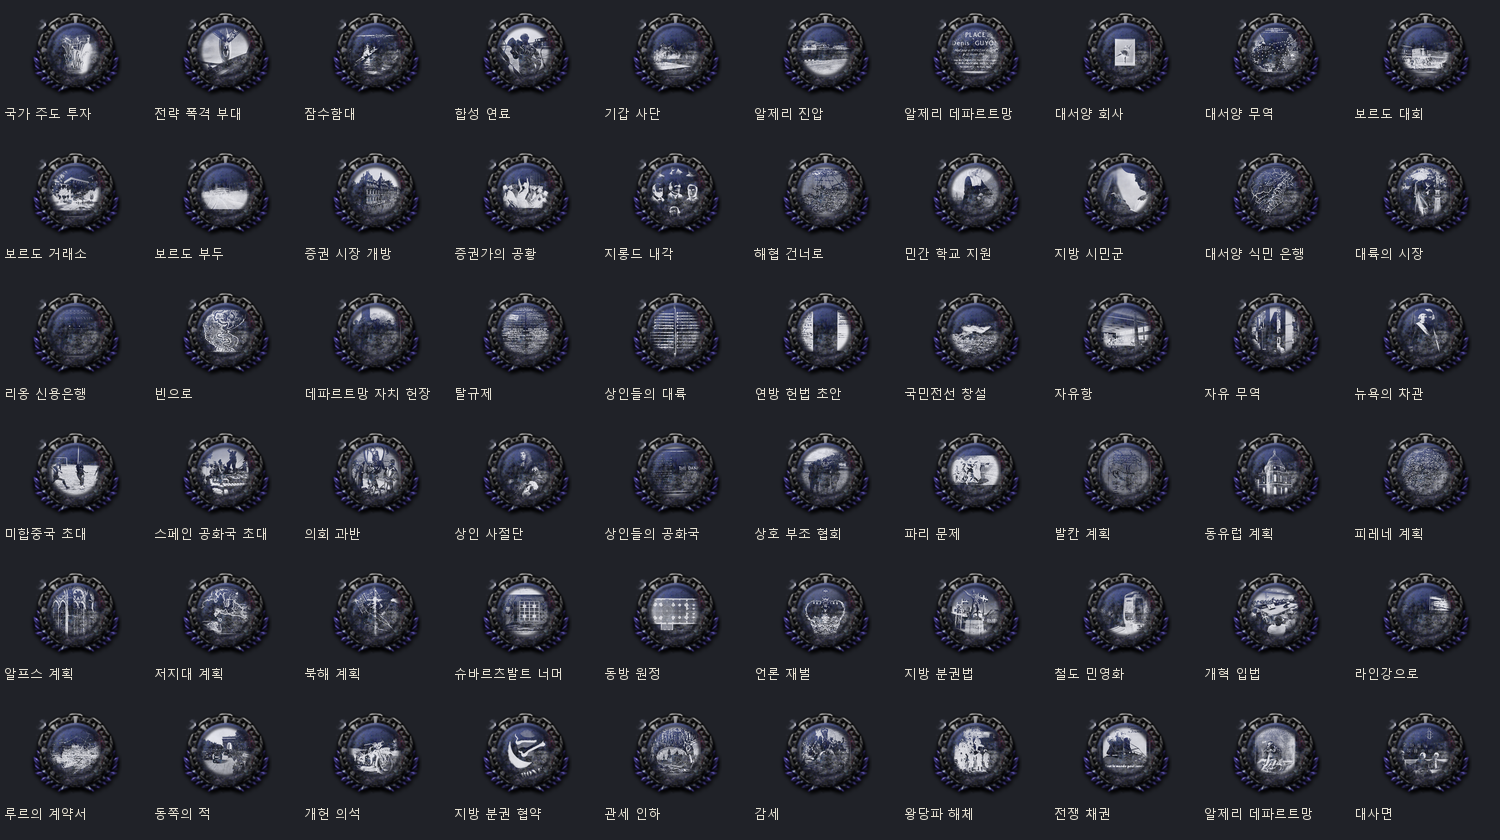 PLACE
Denis GUYO
국가 주도 투자 전략 폭격 부대 잠수함대 합성 연료 기갑 사단 알제리 진압 알제리 데파르트망 대서양 회사 대서양 무역 보르도 대회
보르도 거래소 보르도 부두 증권 시장 개방 증권가의 공황 지롱드 내각 해협 건너로 민간 학교 지원 지방 시민군 대서양 식민 은행 대륙의 시장
리옹 신용은행 빈으로 데파르트망 자치 헌장 탈규제 상인들의 대륙 연방 헌법 초안 국민전선 창설 자유항 자유 무역 뉴욕의 차관
미합중국 초대 스페인 공화국 초대 의회 과반 상인 사절단 상인들의 공화국 상호 부조 협회 파리 문제 발칸 계획 동유럽 계획 피레네 계획
알프스 계획 저지대 계획 북해 계획 슈바르츠발트 너머 동방 원정 언론 재벌 지방 분권법 철도 민영화 개혁 입법 라인강으로
루르의 계약서 동쪽의 적 개헌 의석 지방 분권 협약 관세 인하 감세 왕당파 해체 전쟁 채권 알제리 데파르트망 대사면